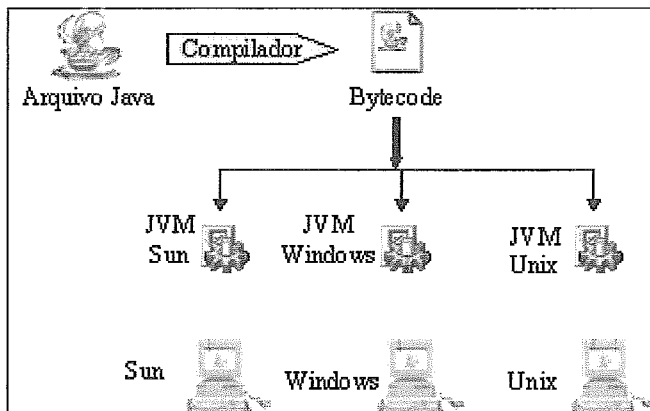 Compilador
Arquivo Java
Bytecode
JVM
Sun
JVM
Windows
JVM
Unix
Sun
Windows
Unix